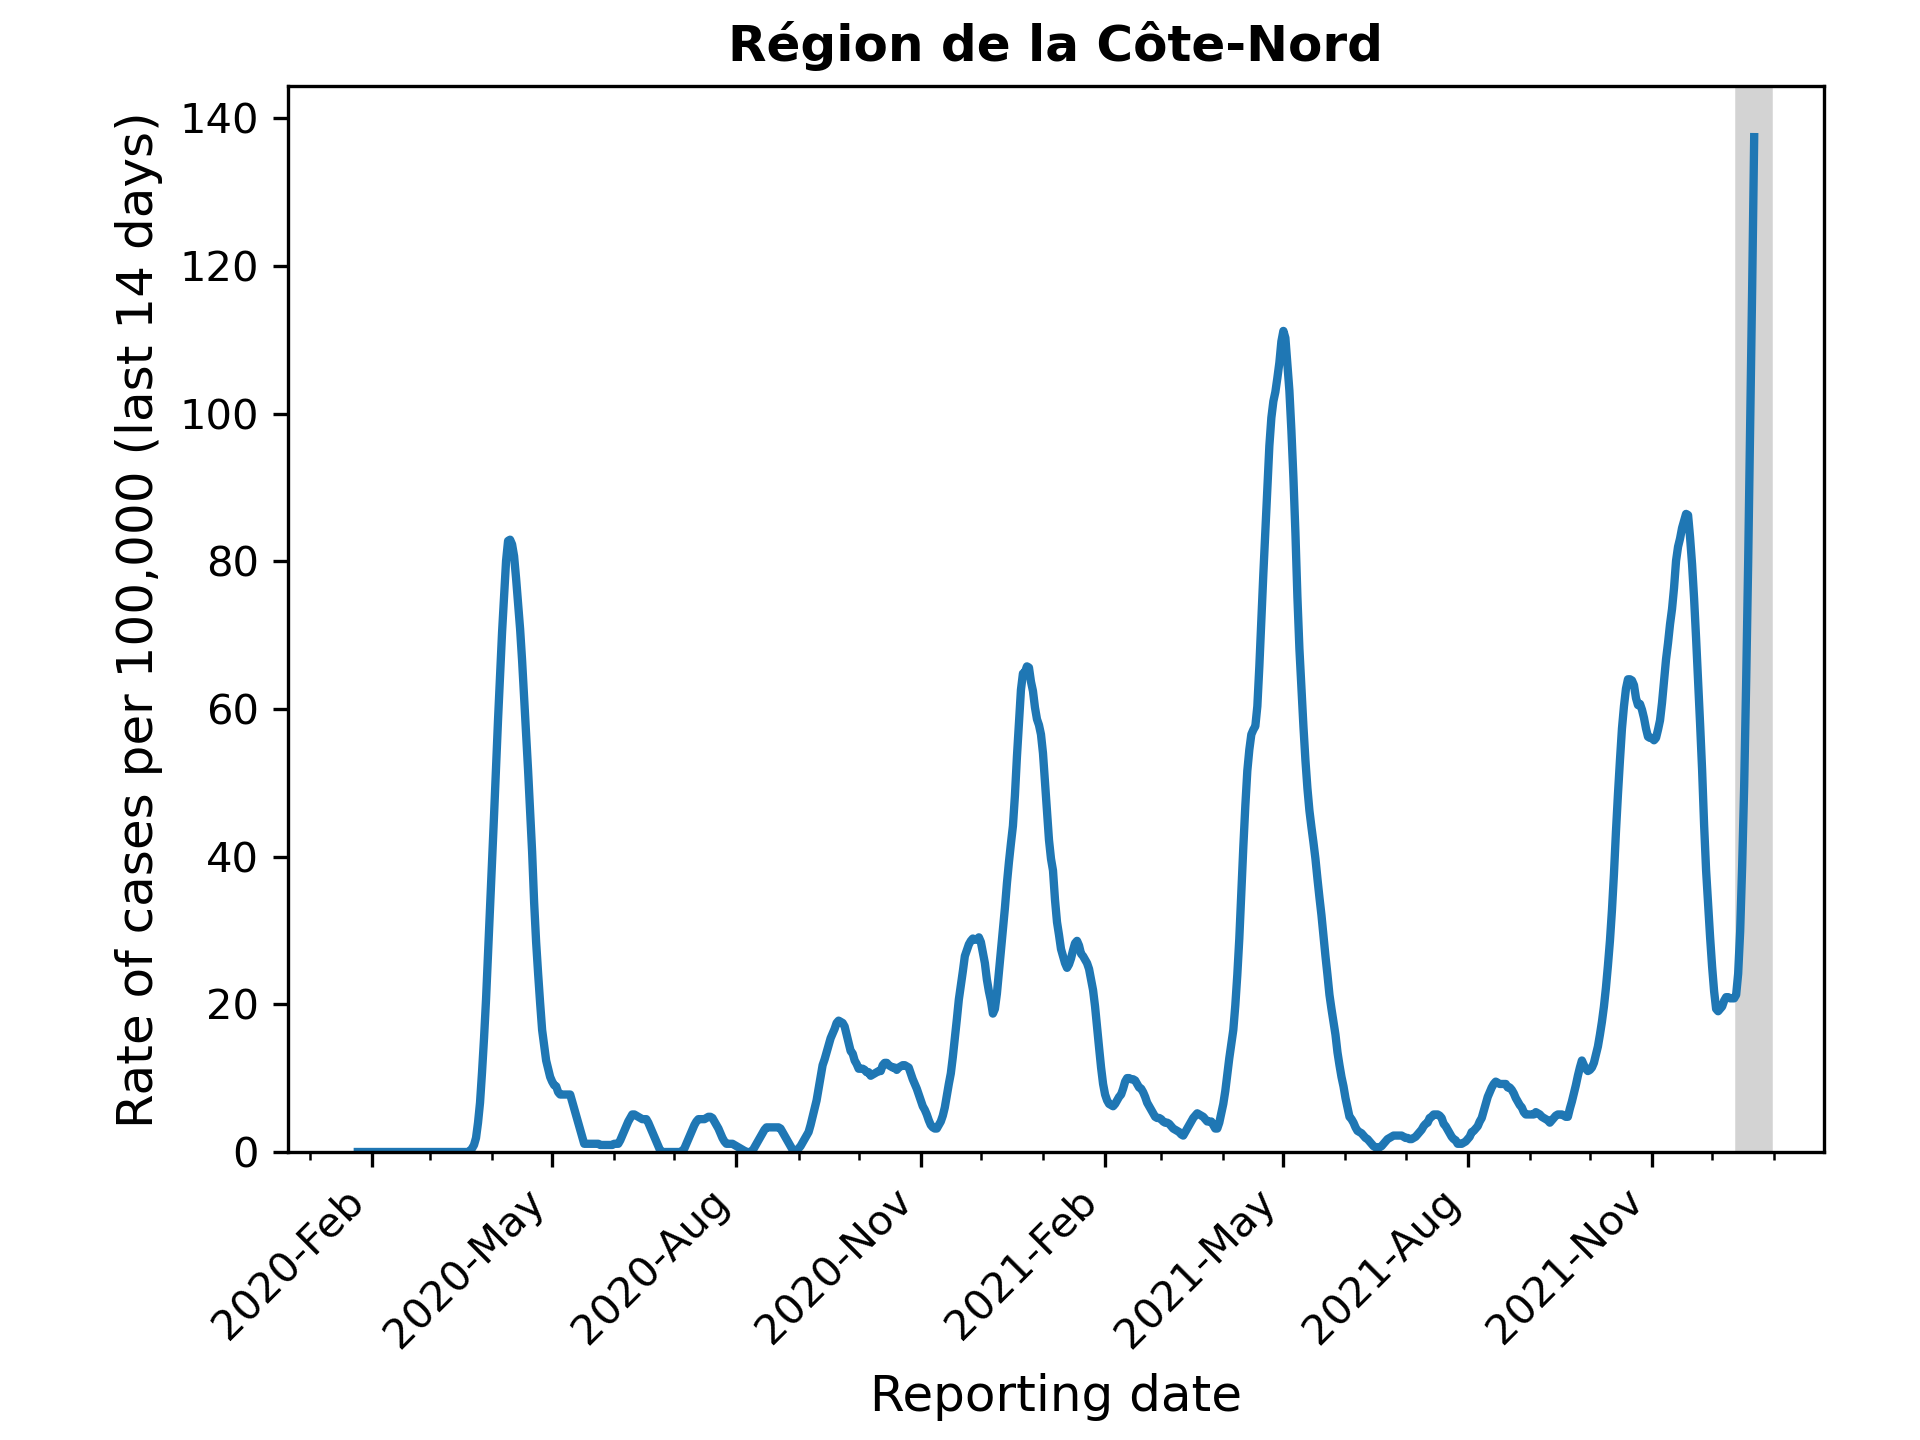 Région de la Côte-Nord
Rate of cases per 100,000 (last 14 days)
140
120
100
80
60
40
20
0
2020-Feb
2020-May
2020-Aug
2020-Nov
2021-Feb
2021-May
2021-Aug
2021-Nov
Reporting date